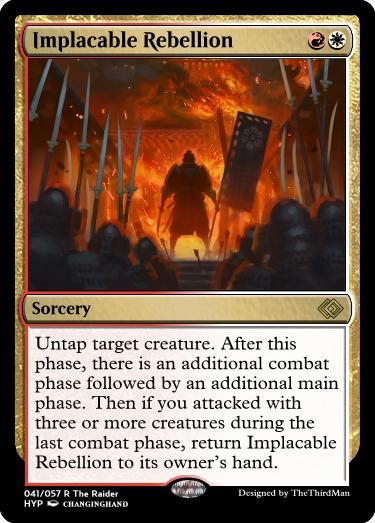 Implacable Rebellion
Sorcery
Untap target creature. After this
phase, there is an additional combat
phase followed by an additional main
phase. Then if you attacked with
three or more creatures during the
last combat phase, return Implacable
Rebellion to its owner's hand.
041/057 R The Raider
HYP CHANGINGHAND
Designed by TheThirdMan